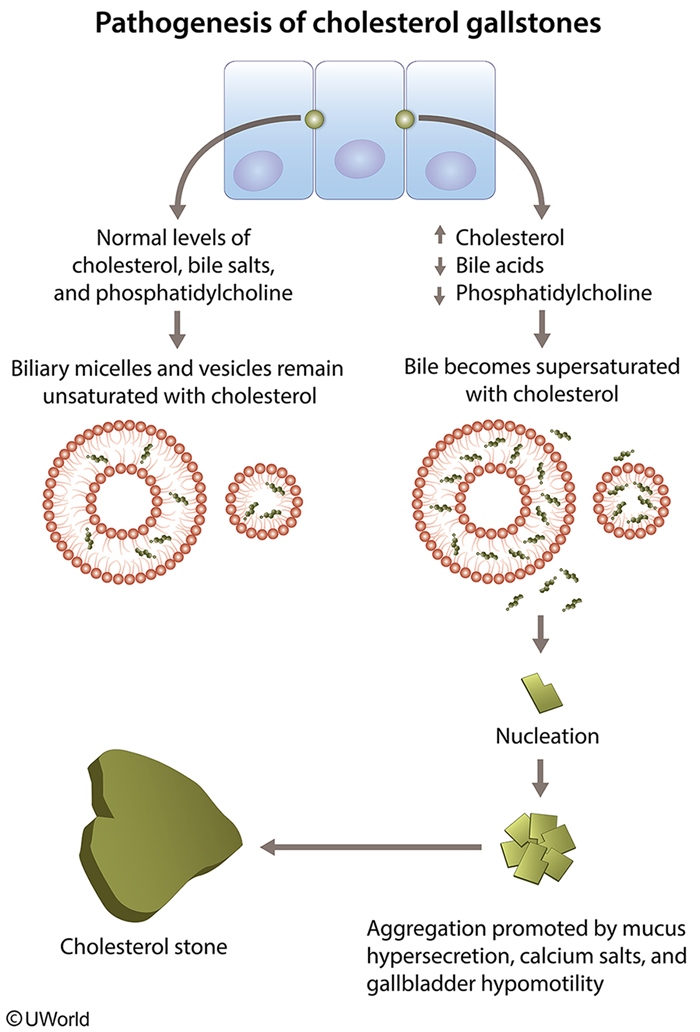 Pathogenesis of cholesterol gallstones
Normal levels of
cholesterol, bile salts,
and phosphatidylcholine
Biliary micelles and vesicles remain
unsaturated with cholesterol
Cholesterol
Bile acids
Phosphatidylcholine
Bile becomes supersaturated
with cholesterol
Nucleation
Aggregation promoted by mucus
hypersecretion, calcium salts, and
gallbladder hypomotility
Cholesterol stone
©UWorld